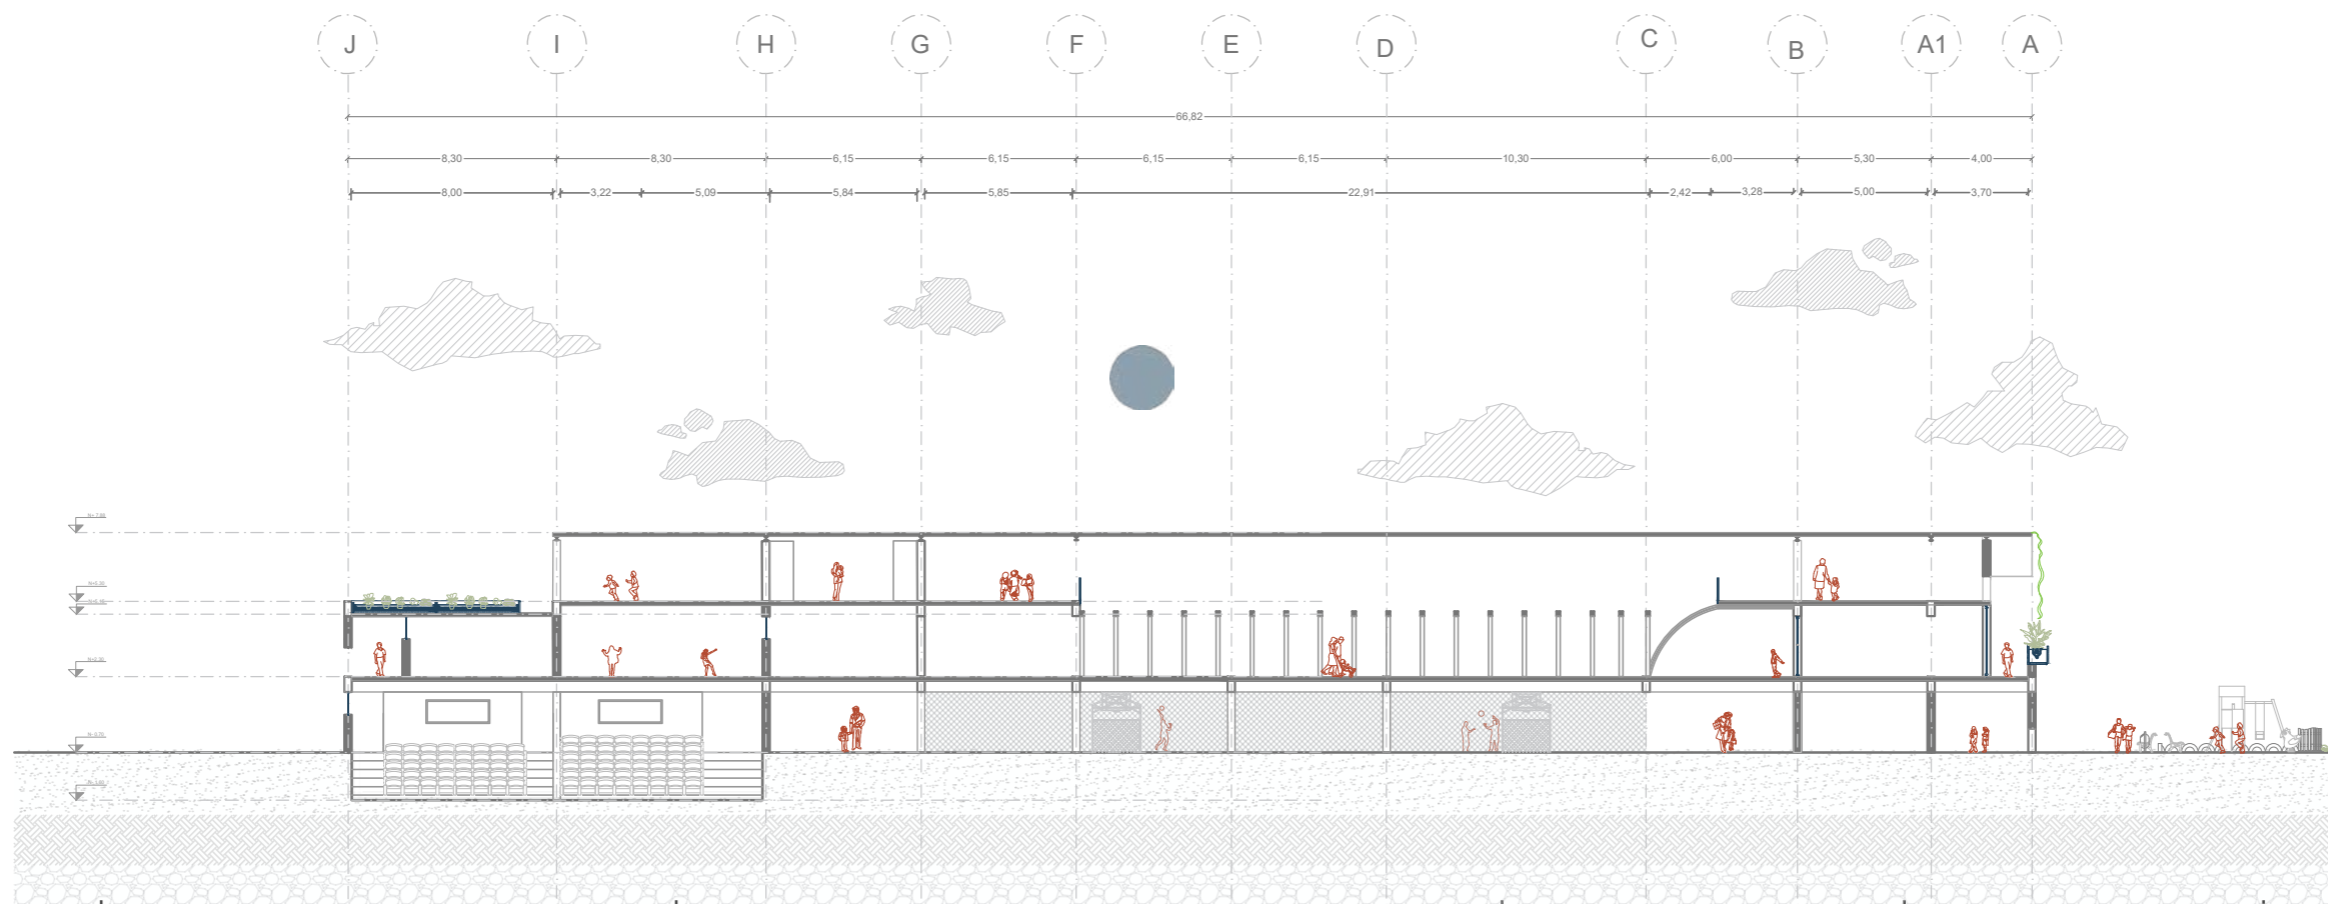 J I H G F E D C B A1 A
66,82
8,30 8,30 6,15 6,15 6,15 6,15 10,30 6,00 5,30 4,00
8,00 3,22 5,09 5,84 5,85 22,91 2,42 3,28 5,00 3,70